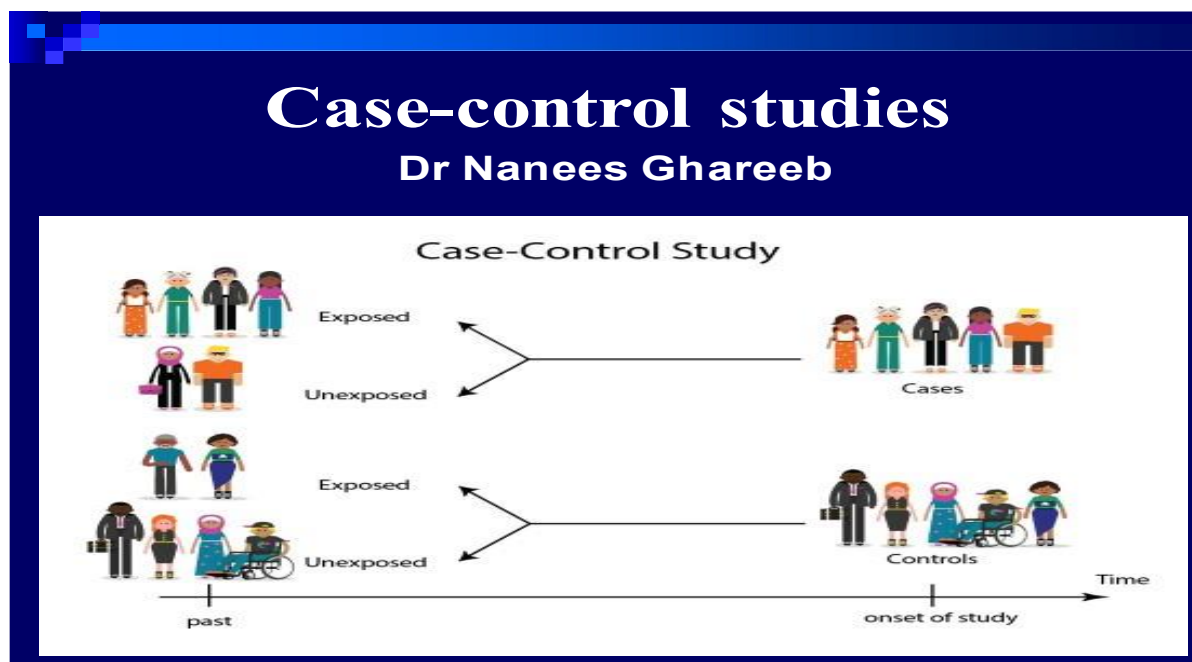 Case-control studies
Dr Nanees Ghareeb
Case-Control Study
Exposed
Unexposed
Cases
Exposed
Unexposed
Controls
Time
past
onset of study